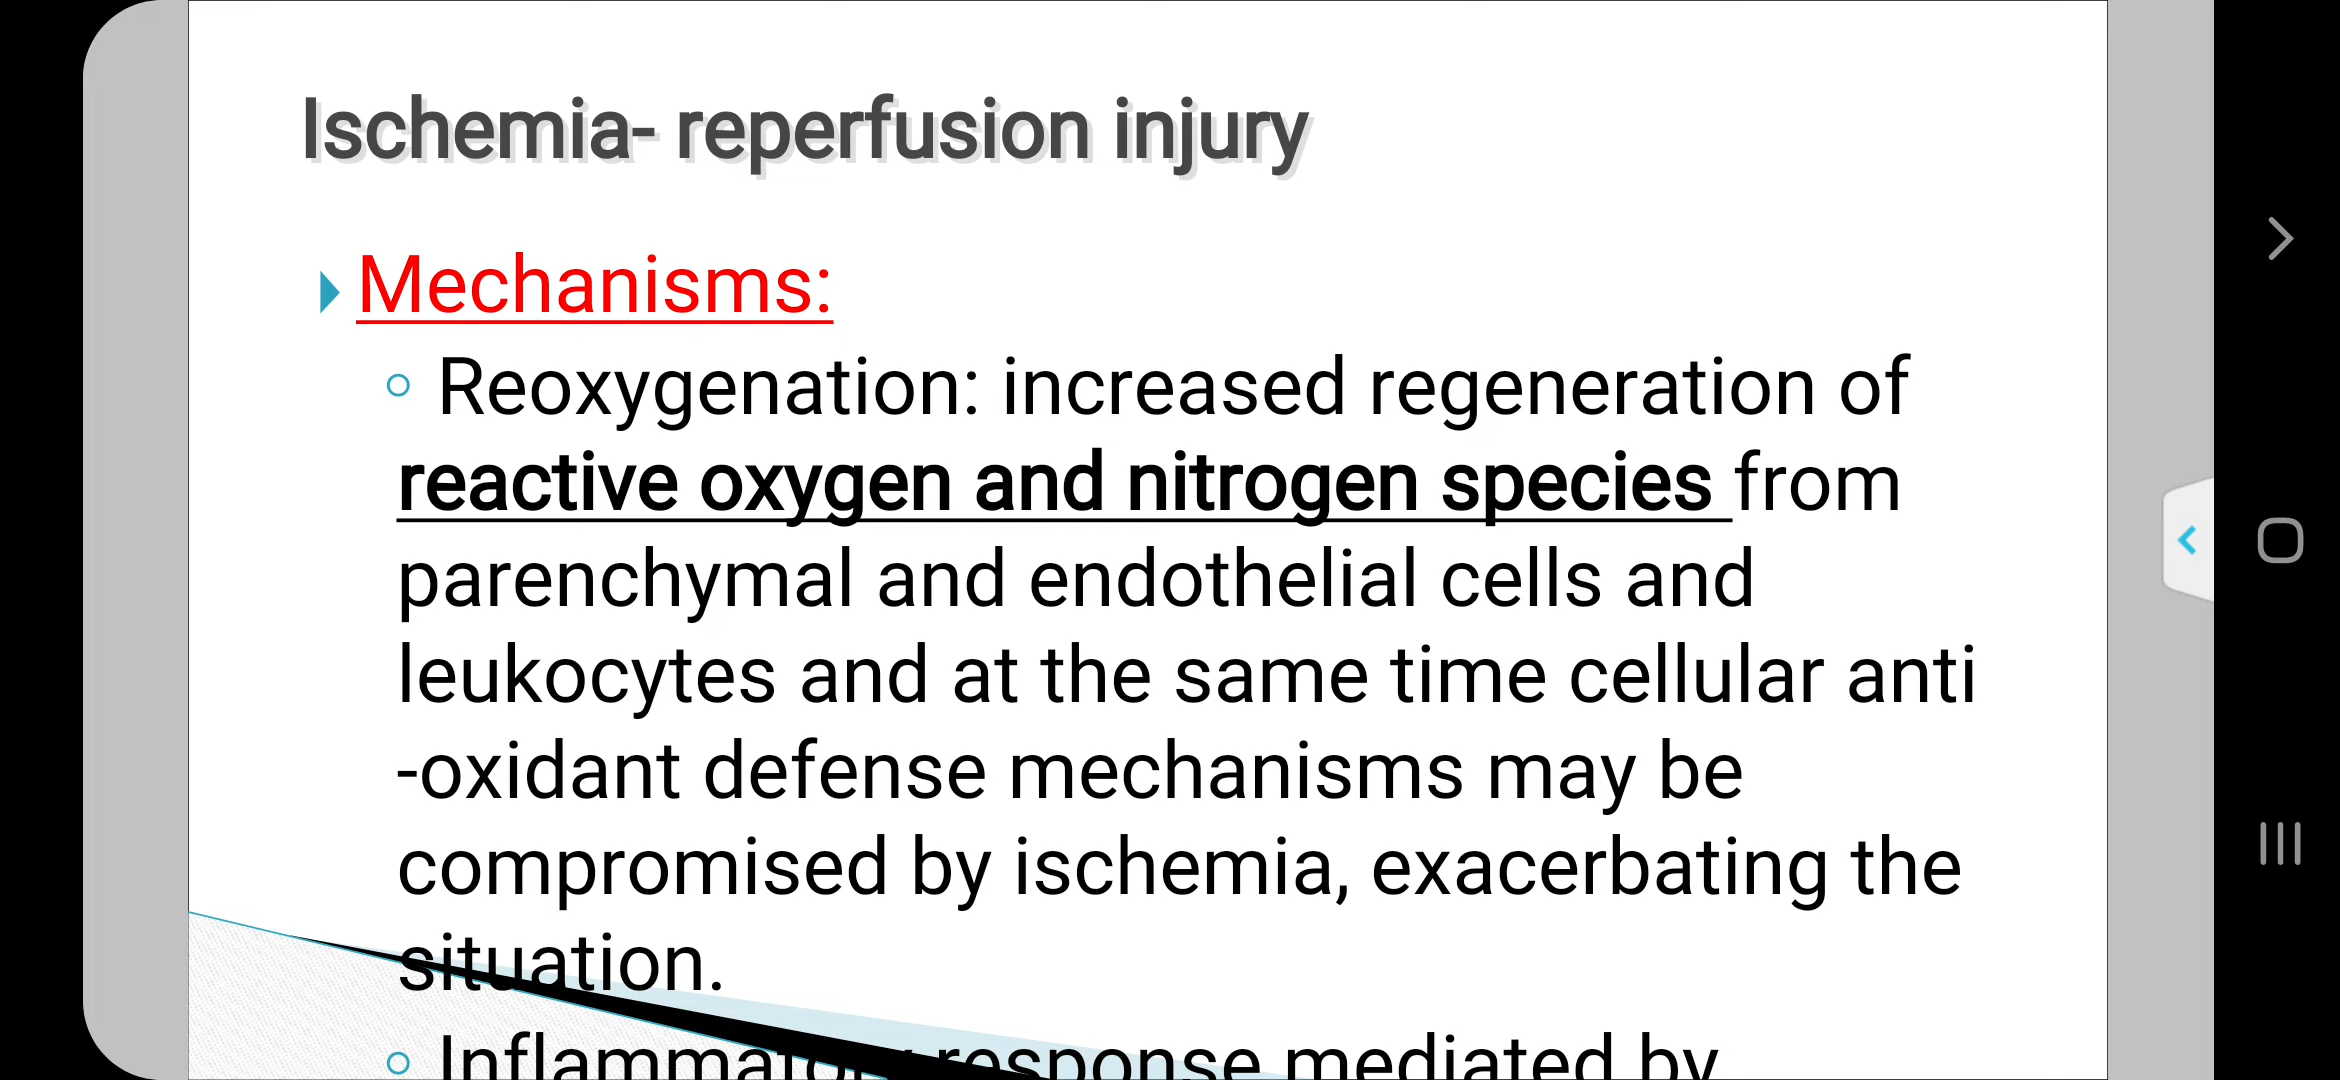 Ischemia- reperfusion injury
Mechanisms:
Reoxygenation: increased regeneration of
reactive oxygen and nitrogen species from
parenchymal and endothelial cells and
leukocytes and at the same time cellular anti
-oxidant defense mechanisms may be
compromised by ischemia, exacerbating the
situation.
Inflammatory response mediated by